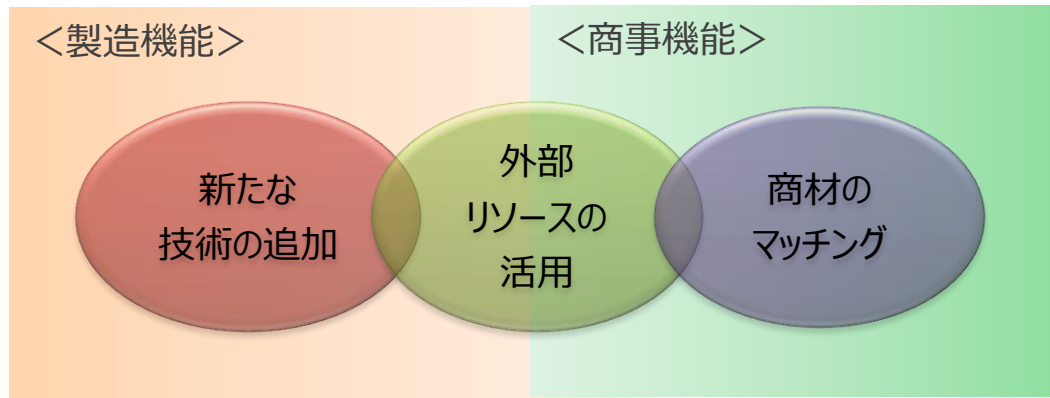 ＜製造機能＞
＜商事機能＞
新たな
技術の追加
外部
リソースの
活用
商材の
マッチング